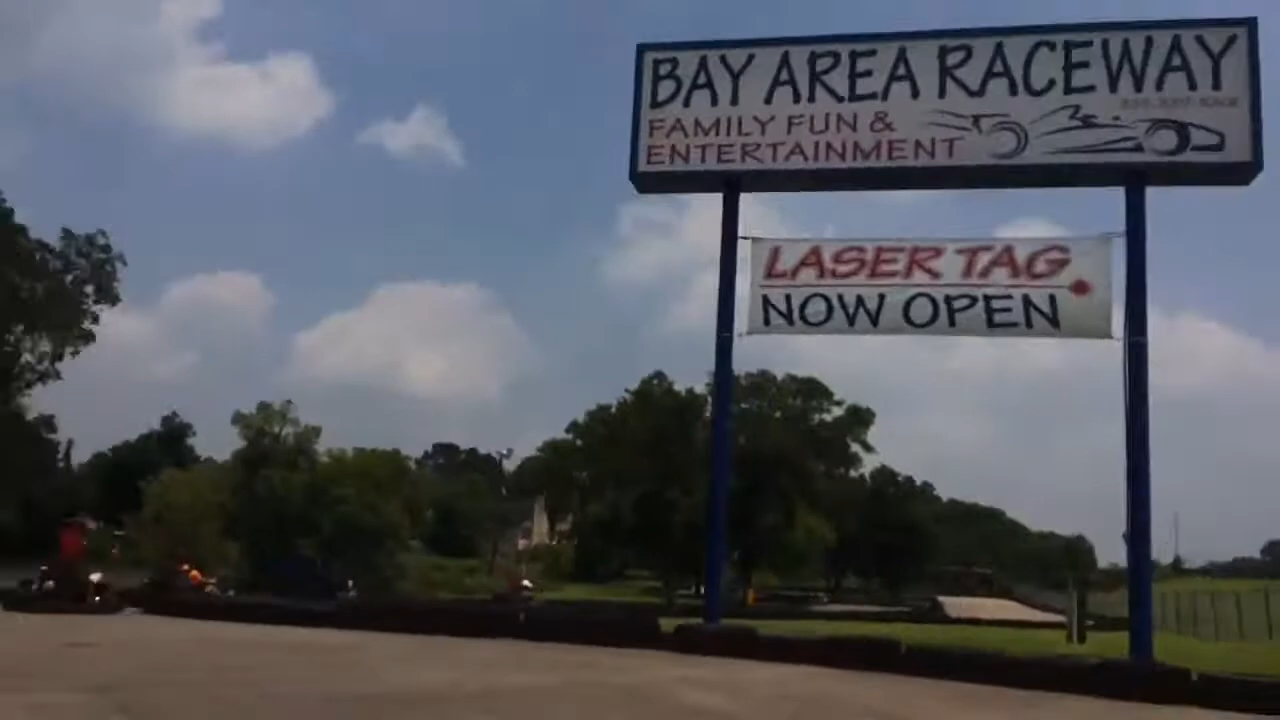 BAY AREA RACEWAY
FAMILY FUN &
ENTERTAINMENT
LASER TAG
NOW OPEN